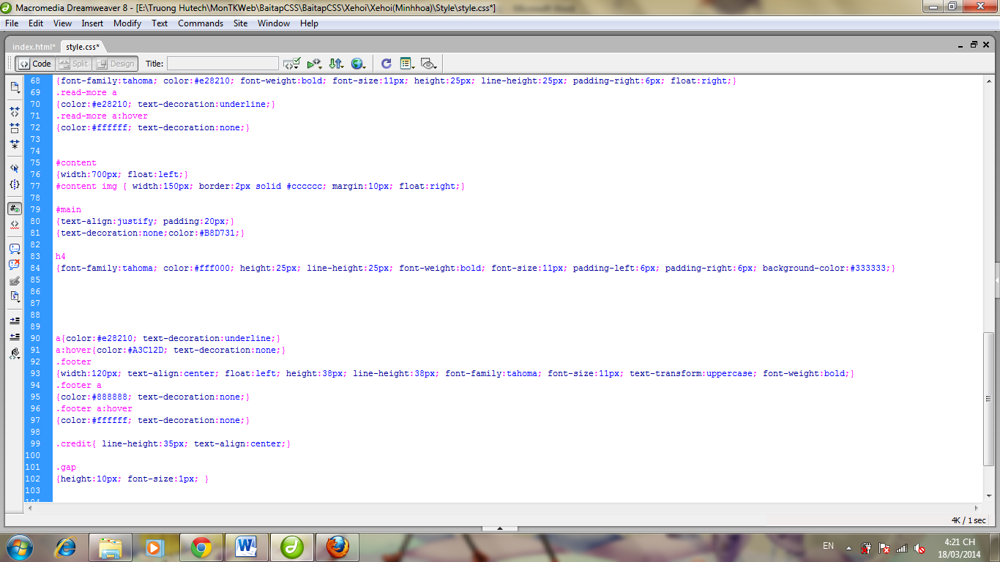 Macromedia Dreamweaver 8 - [E:\Truong Hutech\MonTKWeb\BaitapCSS\BaitapCSS\Xehoi\Xehoi(Minhhoa)\Style\style.css*]
File Edit View Insert Modify Text Commands Site Window Help
index.html* style.css*
Code Split Design Title:
68 {font-family:tahoma; color:#e28210; font-weight:bold; font-size:11px; height:25px; line-height:25px; padding-right:6px; float:right;}
69 .read-more a
70 {color:#e28210; text-decoration:underline;}
71 .read-more a:hover
72 {color:#ffffff; text-decoration:none;}
73
74
75 #content
76 {width:700px; float:left;}
77 #content img { width:150px; border:2px solid #cccccc; margin:10px; float:right;}
78
79 #main
80 {text-align:justify; padding:20px;}
81 {text-decoration:none;color:#B8D731;}
82
83 h4
84 {font-family:tahoma; color:#fff000; height:25px; line-height:25px; font-weight:bold; font-size:11px; padding-left:6px; padding-right:6px; background-color:#333333;}
85
86
87
88
89
90 a{color:#e28210; text-decoration:underline;}
91 a:hover{color:#A3C12D; text-decoration:none;}
92 .footer
93 {width:120px; text-align:center; float:left; height:38px; line-height:38px; font-family:tahoma; font-size:11px; text-transform:uppercase; font-weight:bold;}
94 .footer a
95 {color:#888888; text-decoration:none;}
96 .footer a:hover
97 {color:#ffffff; text-decoration:none;}
98
99 .credit{ line-height:35px; text-align:center;}
100
101 .gap
102 {height:10px; font-size:1px; }
103
104
4K / 1 sec
EN
4:21 CH
18/03/2014